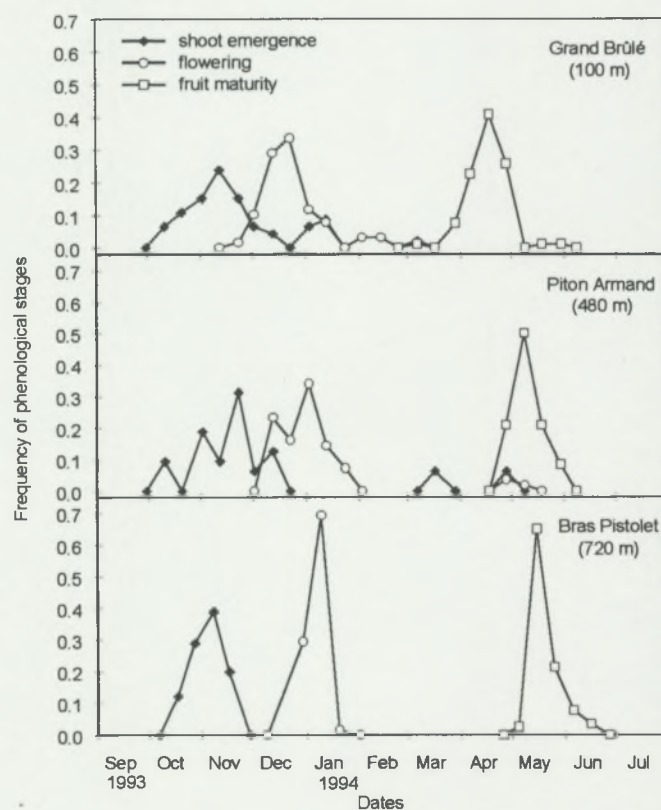 0.7
0.6
0.5
0.4
0.3
0.2
0.1
0.0
shoot emergence
flowering
fruit maturity
Grand Brûlé
(100 m)
0.7
0.6
0.5
0.4
0.3
0.2
0.1
0.0
Piton Armand
(480 m)
0.7
0.6
0.5
0.4
0.3
0.2
0.1
0.0
Bras Pistolet
(720 m)
Frequency of phenological stages
Sep Oct Nov Dec Jan Feb Mar Apr May Jun Jul
1993 1994
Dates